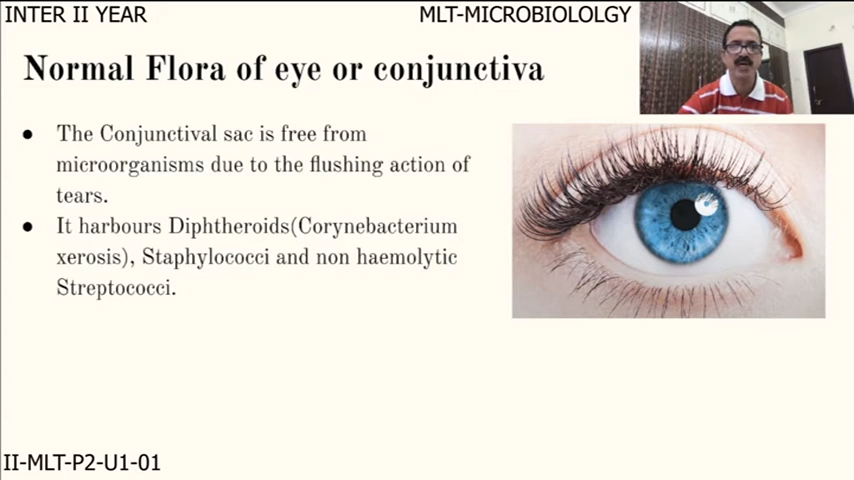 INTER II YEAR
MLT-MICROBIOLOLGY
Normal Flora of eye or conjunctiva
● The Conjunctival sac is free from
microorganisms due to the flushing action of
tears.
● It harbours Diphtheroids(Corynebacterium
xerosis), Staphylococci and non haemolytic
Streptococci.
II-MLT-P2-U1-01